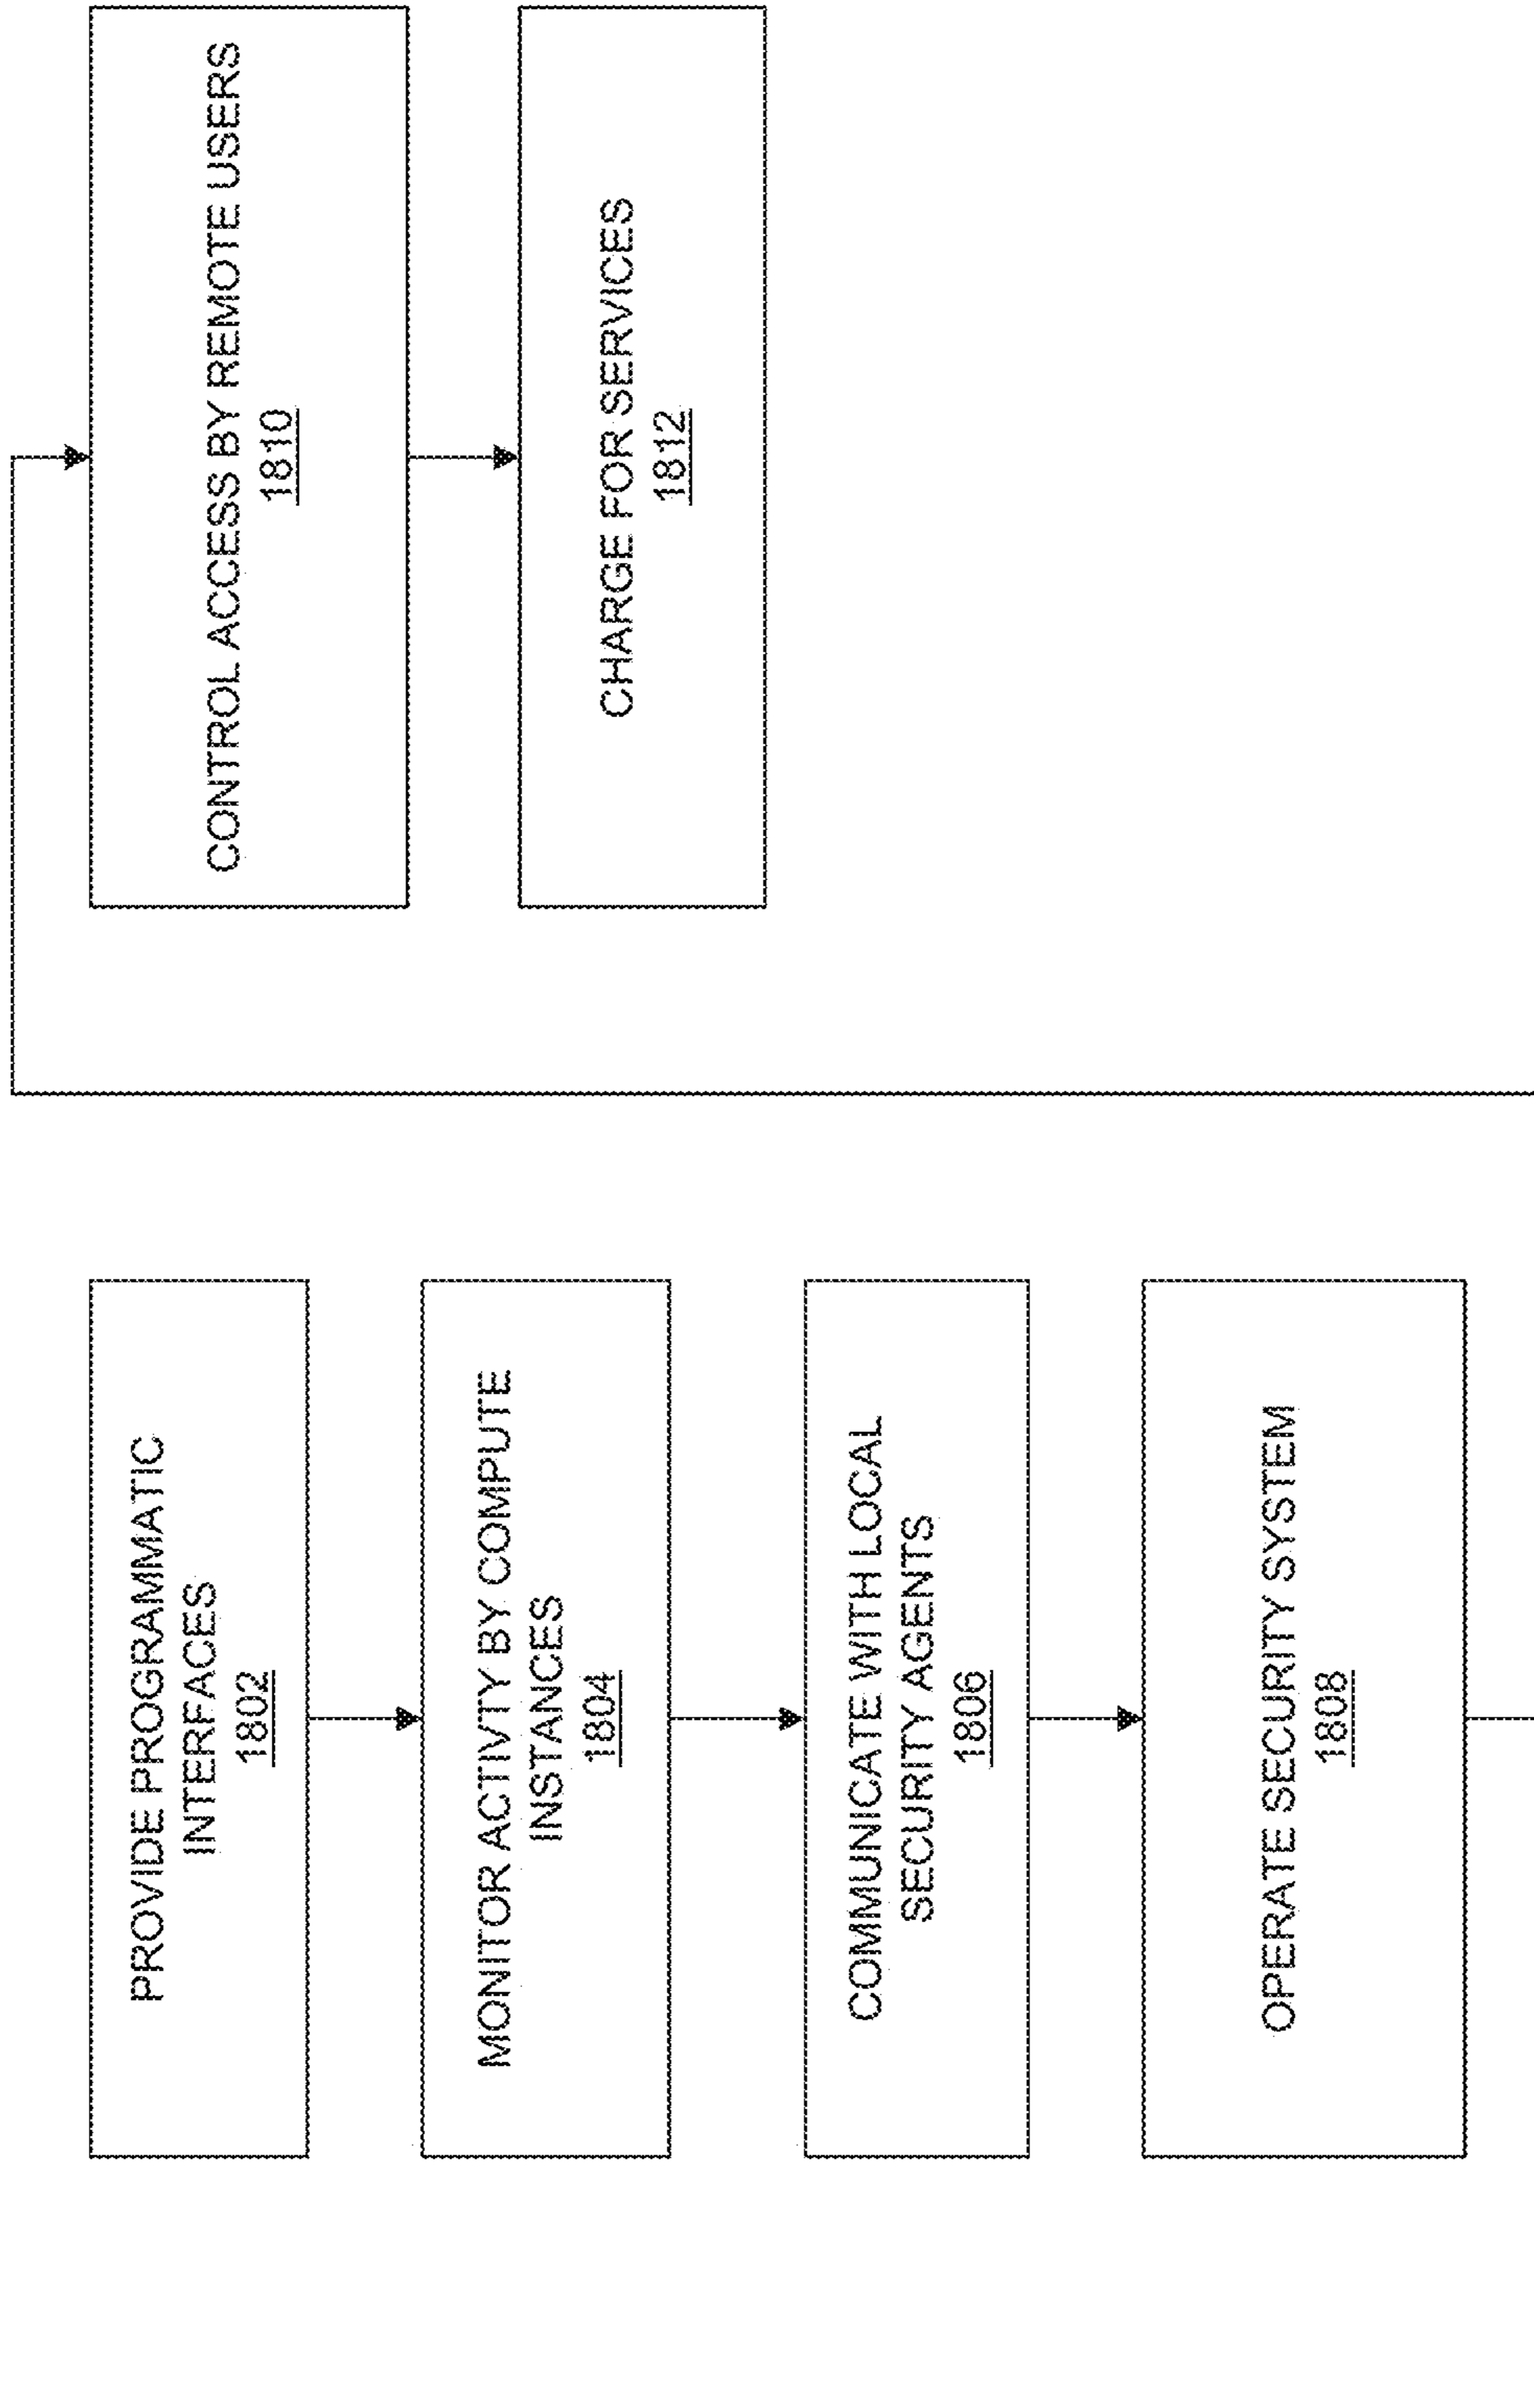 PROVIDE PROGRAMMATIC
INTERFACES
1802
MONITOR ACTIVTY BY COMPUTE
INSTANCES
1804
COMMUNICATE WITH LOCAL
SECURITY AGENTS
1806
OPERATE SECURITY SYSTEM
1808
CONTROL ACCESS BY REMOTE USERS
1810
CHARGE FOR SERVICES
1812